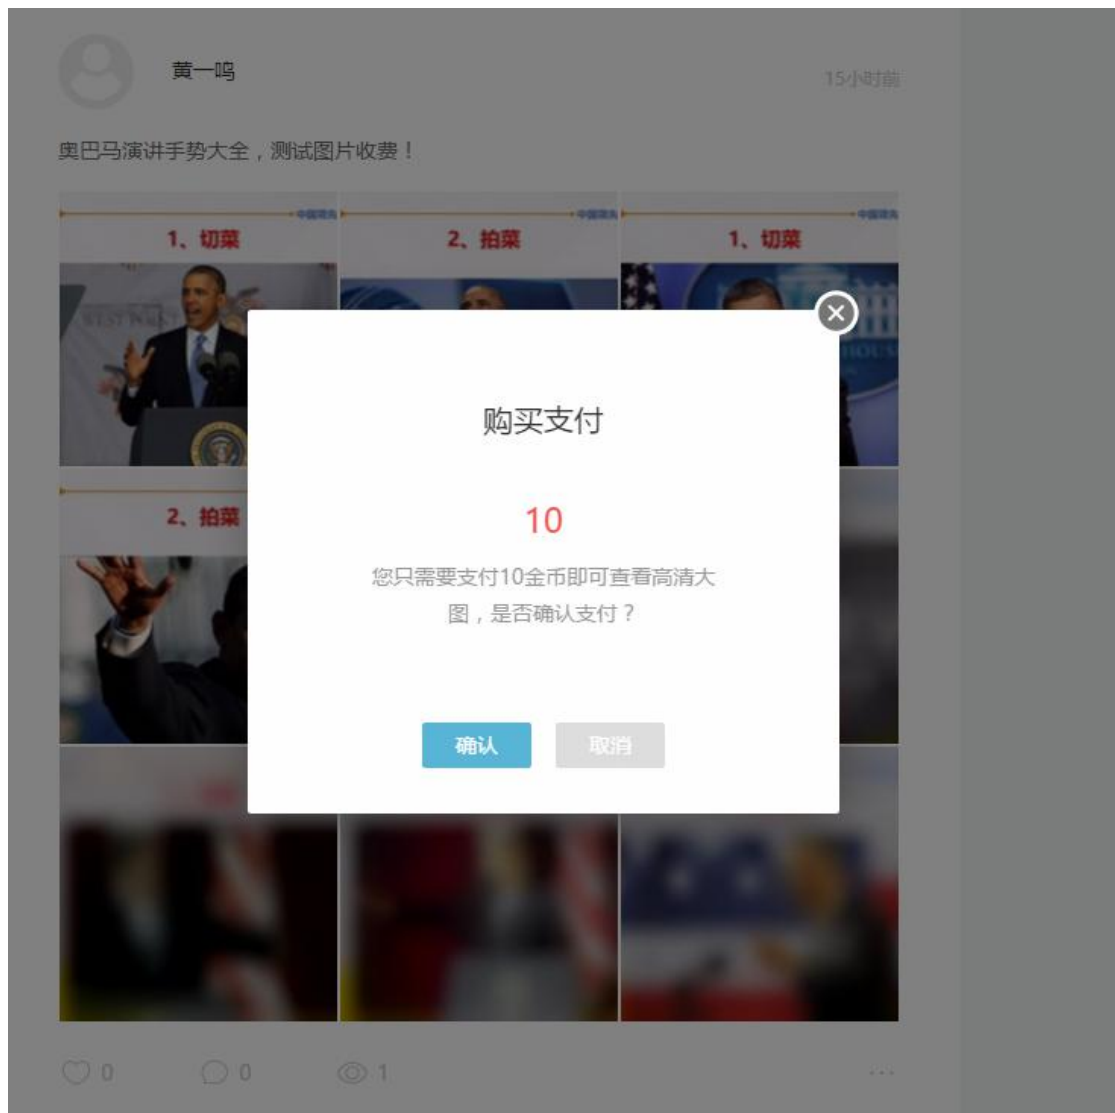 黄一鸣
15小时前
奥巴马演讲手势大全，测试图片收费！
1、切菜
2、拍菜
1、切菜
WEST POINT
HOUSE
购买支付
10
您只需要支付10金币即可查看高清大
图，是否确认支付？
2、拍菜
确认
取消
0
0
1